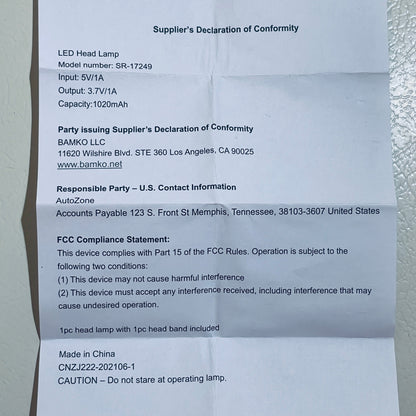 Supplier's Declaration of Conformity
LED Head Lamp
Model number: SR-17249
Input: 5V/1A
Output: 3.7V/1A
Capacity:1020mAh
Party issuing Supplier's Declaration of Conformity
BAMKO LLC
11620 Wilshire Blvd. STE 360 Los Angeles, CA 90025
www.bamko.net
Responsible Party – U.S. Contact Information
AutoZone
Accounts Payable 123 S. Front St Memphis, Tennessee, 38103-3607 United States
FCC Compliance Statement:
This device complies with Part 15 of the FCC Rules. Operation is subject to the
following two conditions:
(1) This device may not cause harmful interference
(2) This device must accept any interference received, including interference that may
cause undesired operation.
1pc head lamp with 1pc head band included
Made in China
CNZJ222-202106-1
CAUTION – Do not stare at operating lamp.